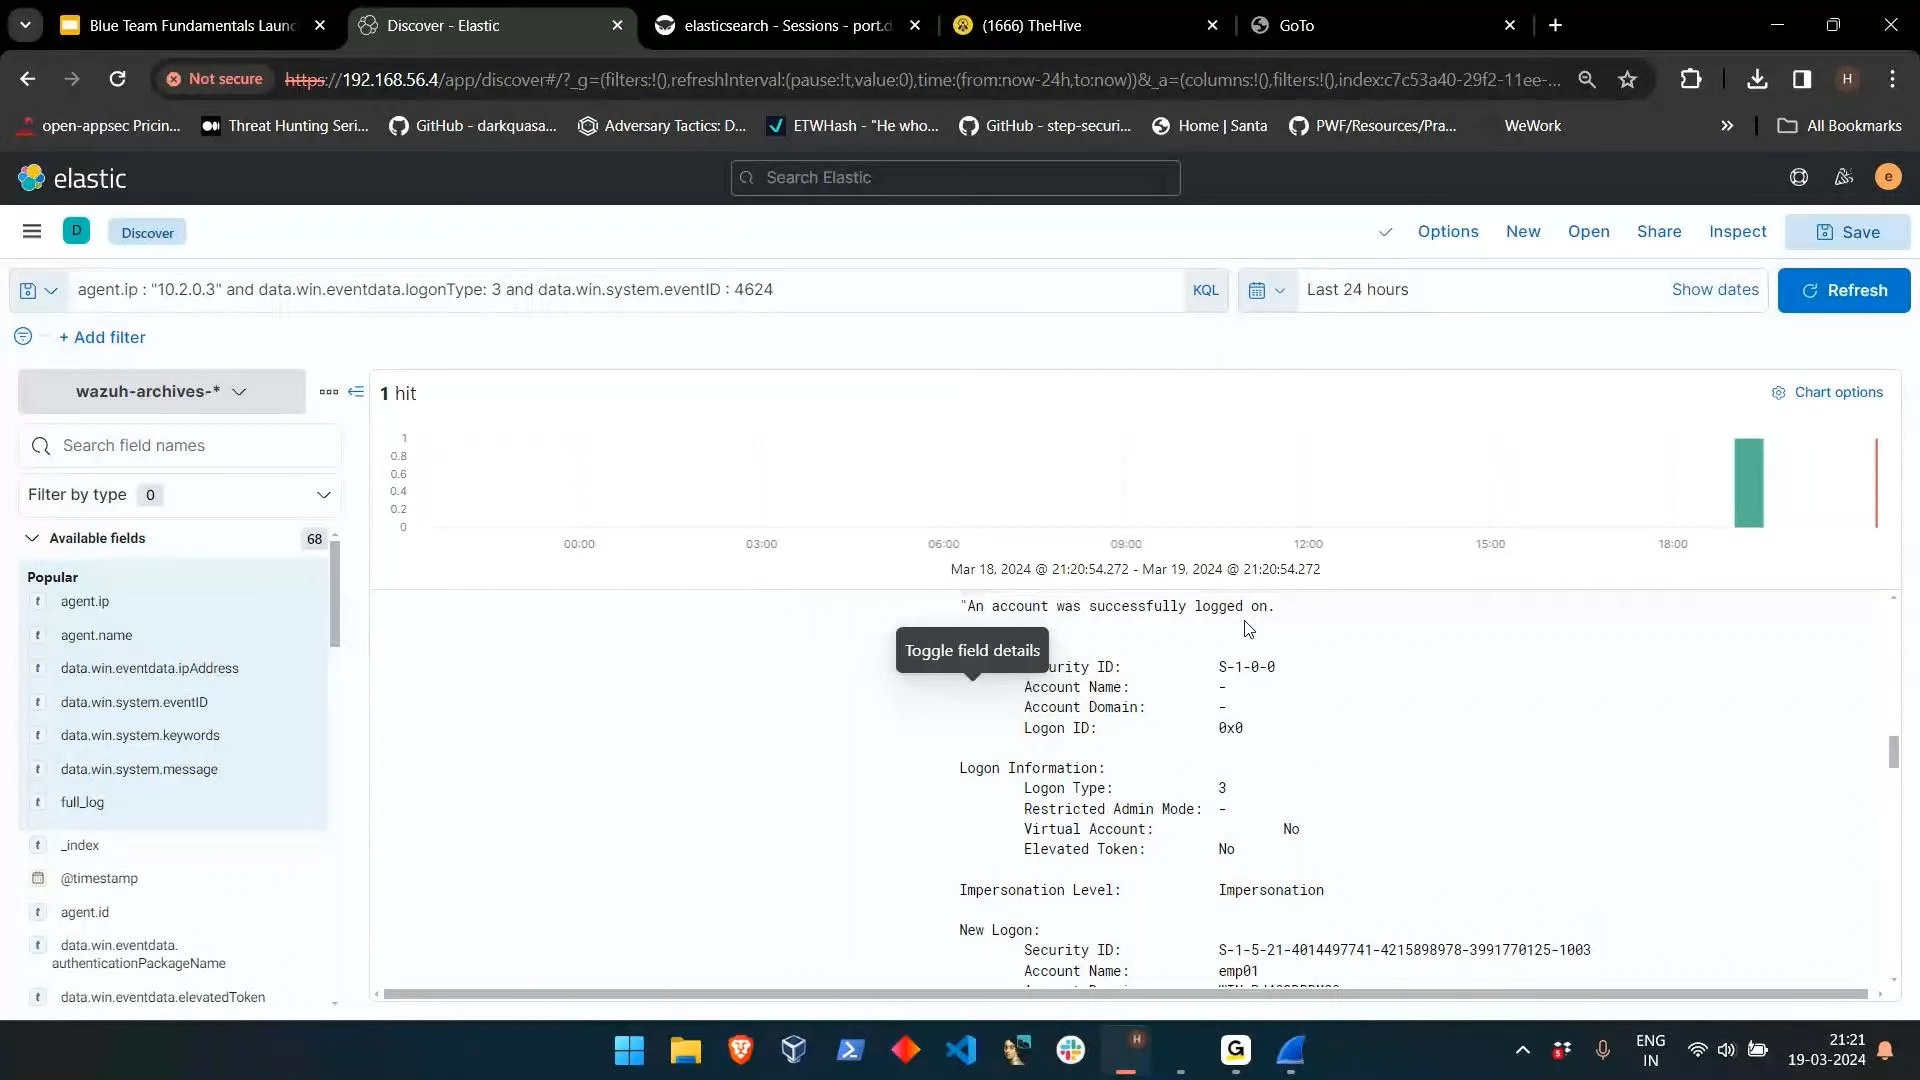 Blue Team Fundamentals Launc
Discover - Elastic
elasticsearch - Sessions - port.d
(1666) TheHive
GoTo
Not secure
https://192.168.56.4/app/discover#/?_g=(filters:!(),refreshInterval:(pause:!t,value:0),time:(from:now-24h,to:now))&_a=(columns:!(),filters:!(),index:c7c53a40-29f2-11ee-...
H
open-appsec Pricin...
Threat Hunting Seri...
GitHub - darkquasa...
Adversary Tactics: D...
ETWHash - "He who...
GitHub - step-securi...
Home | Santa
PWF/Resources/Pra...
WeWork
All Bookmarks
elastic
Search Elastic
e
D
Discover
Options
New
Open
Share
Inspect
Save
agent.ip : "10.2.0.3" and data.win.eventdata.logonType: 3 and data.win.system.eventID : 4624
KQL
Last 24 hours
Show dates
Refresh
+ Add filter
wazuh-archives-*
1 hit
Chart options
Search field names
Filter by type 0
Available fields 68
Popular
t agent.ip
t agent.name
t data.win.eventdata.ipAddress
t data.win.system.eventID
t data.win.system.keywords
t data.win.system.message
t full_log
t _index
@timestamp
t agent.id
t data.win.eventdata.
authenticationPackageName
t data.win.eventdata.elevatedToken
1
0.8
0.6
0.4
0.2
0
00:00 03:00 06:00 09:00 12:00 15:00 18:00
Mar 18, 2024 @ 21:20:54.272 - Mar 19, 2024 @ 21:20:54.272
"An account was successfully logged on.
Toggle field details
urity ID: S-1-0-0
Account Name: -
Account Domain: -
Logon ID: 0x0
Logon Information:
Logon Type: 3
Restricted Admin Mode: -
Virtual Account: No
Elevated Token: No
Impersonation Level: Impersonation
New Logon:
Security ID: S-1-5-21-4014497741-4215898978-3991770125-1003
Account Name: emp01
H
G
5
ENG
IN
21:21
19-03-2024